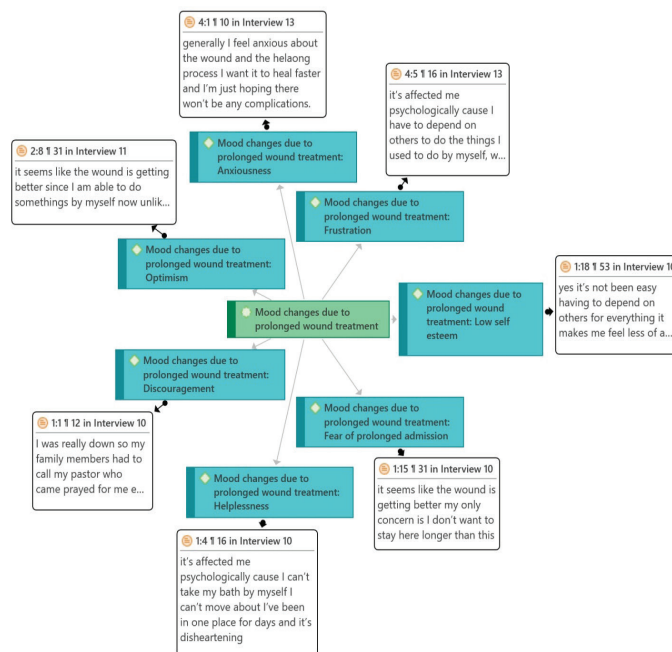 4:1 ¶ 10 in Interview 13
generally I feel anxious about
the wound and the helaong
process I want it to heal faster
and I'm just hoping there
won't be any complications.
4:5 ¶ 16 in Interview 13
it's affected me
psychologically cause I
have to depend on
others to do the things I
used to do by myself, w...
2:8 ¶ 31 in Interview 11
it seems like the wound is getting
better since I am able to do
somethings by myself now unlik...
Mood changes due to
prolonged wound treatment:
Anxiousness
Mood changes due to
prolonged wound treatment:
Frustration
Mood changes due to
prolonged wound treatment:
Optimism
1:18 ¶ 53 in Interview 10
yes it's not been easy
having to depend on
others for everything it
makes me feel less of a...
Mood changes due to
prolonged wound
treatment: Low self
esteem
Mood changes due to
prolonged wound treatment
Mood changes due to
prolonged wound treatment:
Discouragement
Mood changes due to
prolonged wound treatment:
Fear of prolonged admission
1:1 ¶ 12 in Interview 10
I was really down so my
family members had to
call my pastor who
came prayed for me e...
1:15 ¶ 31 in Interview 10
it seems like the wound is
getting better my only
concern is I don't want to
stay here longer than this
Mood changes due to
prolonged wound treatment:
Helplessness
1:4 ¶ 16 in Interview 10
it's affected me
psychologically cause I can't
take my bath by myself I
can't move about I've been
in one place for days and it's
disheartening